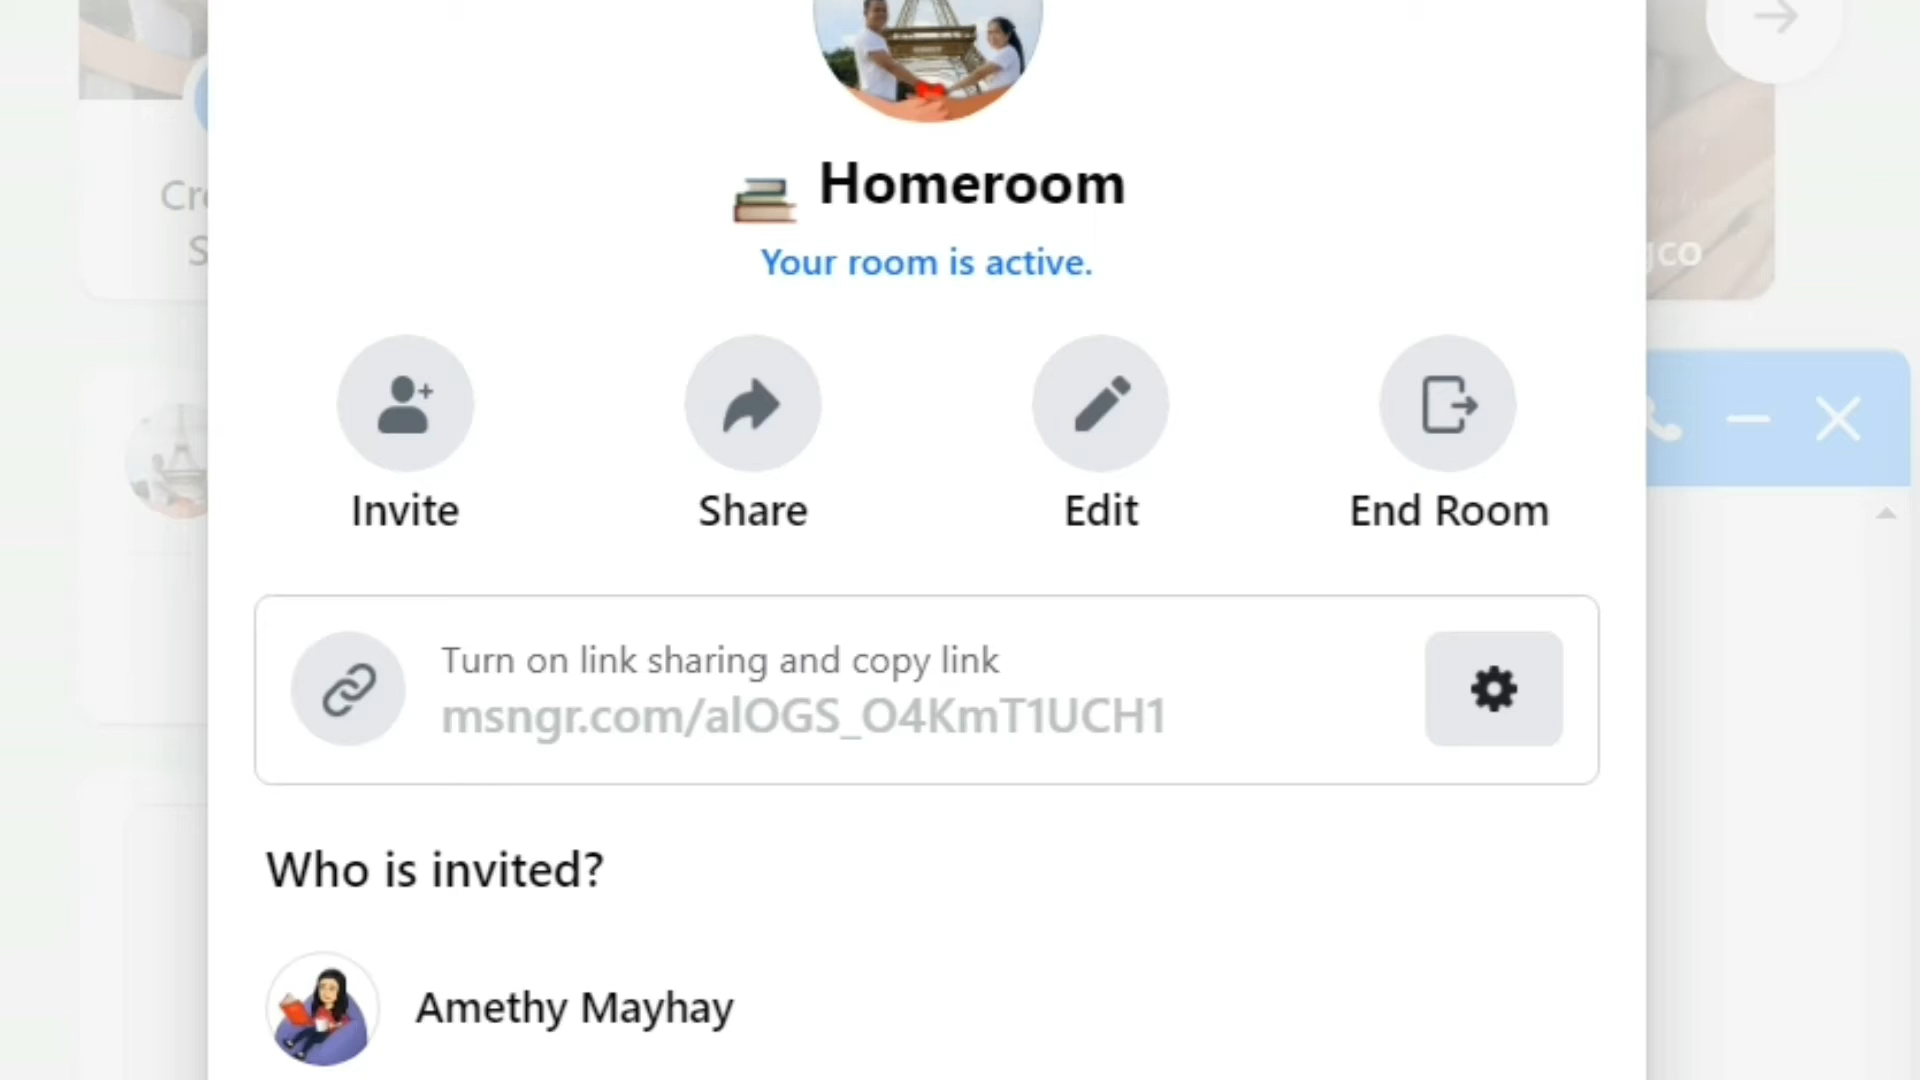 Homeroom
Your room is active.
Invite
Share
Edit
End Room
Turn on link sharing and copy link
msngr.com/alOGS_O4KmT1UCH1
Who is invited?
Amethy Mayhay